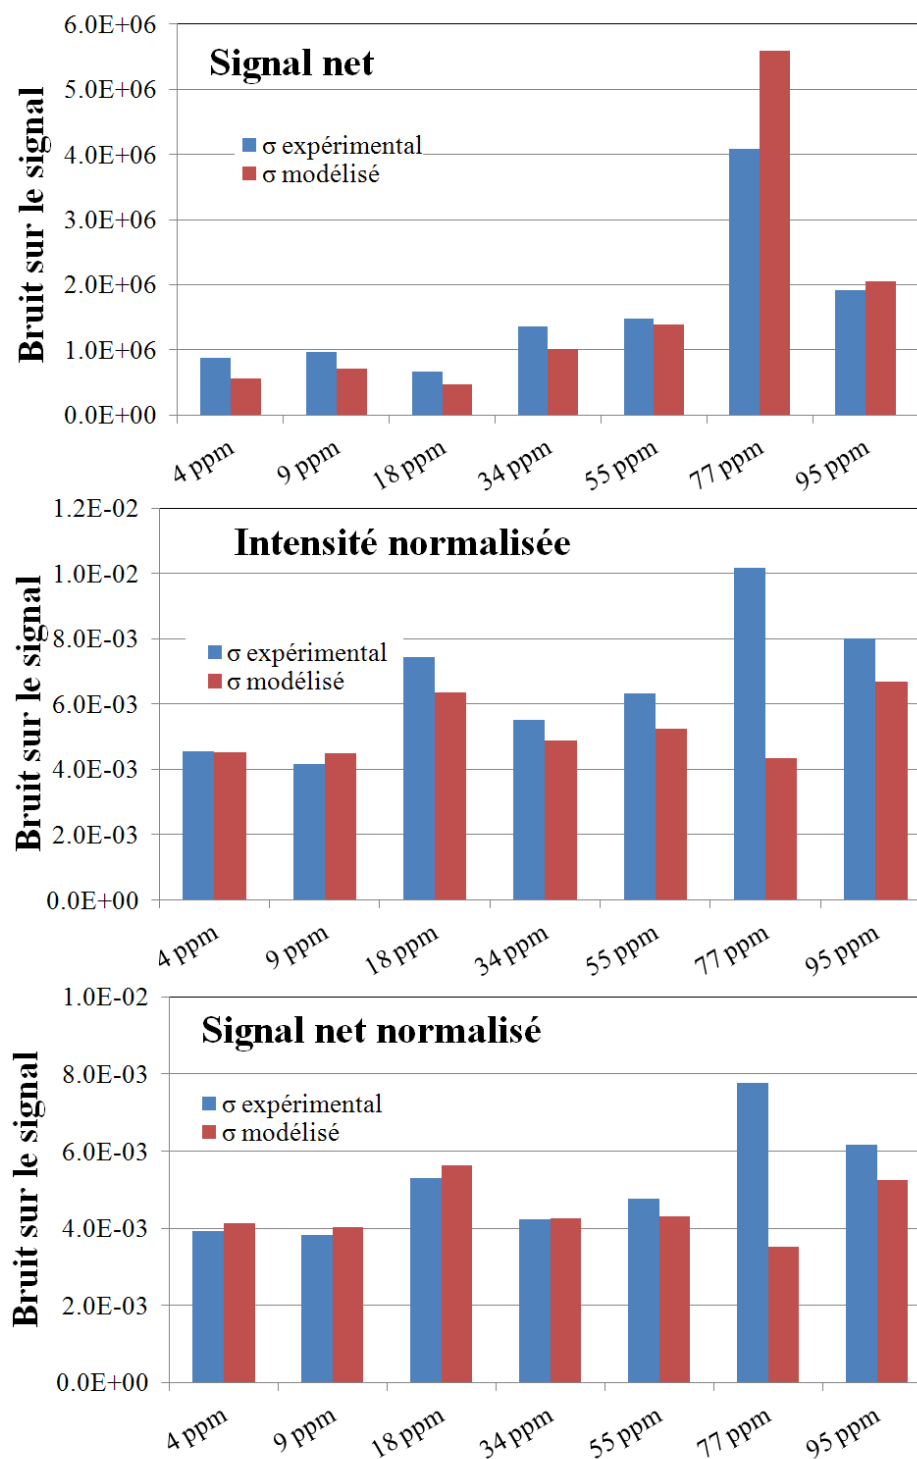 Signal net
Bruit sur le signal
6.0E+06
5.0E+06
4.0E+06
3.0E+06
2.0E+06
1.0E+06
0.0E+00
σ expérimental
σ modélisé
4 ppm
9 ppm
18 ppm
34 ppm
55 ppm
77 ppm
95 ppm
Intensité normalisée
Bruit sur le signal
1.2E-02
1.0E-02
8.0E-03
6.0E-03
4.0E-03
2.0E-03
0.0E+00
σ expérimental
σ modélisé
4 ppm
9 ppm
18 ppm
34 ppm
55 ppm
77 ppm
95 ppm
Signal net normalisé
Bruit sur le signal
1.0E-02
8.0E-03
6.0E-03
4.0E-03
2.0E-03
0.0E+00
σ expérimental
σ modélisé
4 ppm
9 ppm
18 ppm
34 ppm
55 ppm
77 ppm
95 ppm